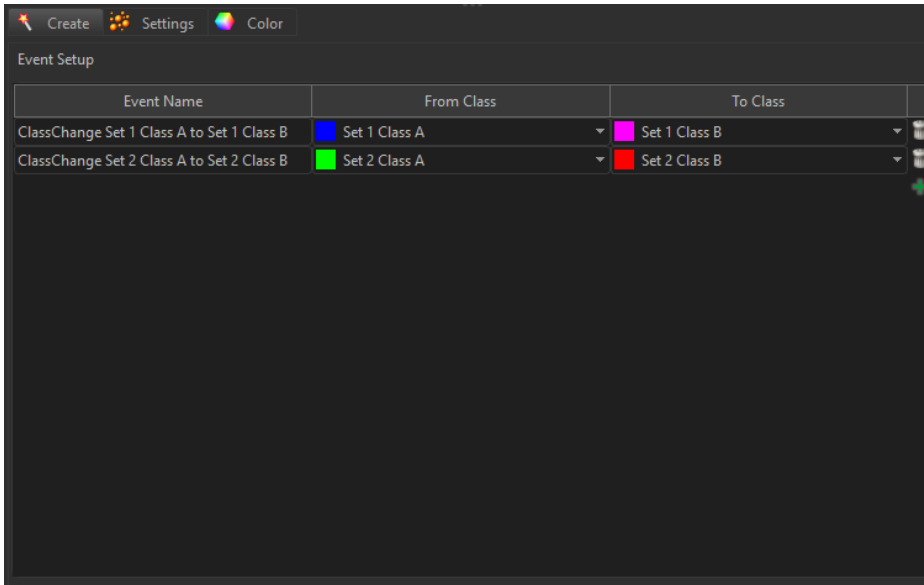 Create Settings Color
Event Setup
Event Name From Class To Class
ClassChange Set 1 Class A to Set 1 Class B Set 1 Class A Set 1 Class B
ClassChange Set 2 Class A to Set 2 Class B Set 2 Class A Set 2 Class B